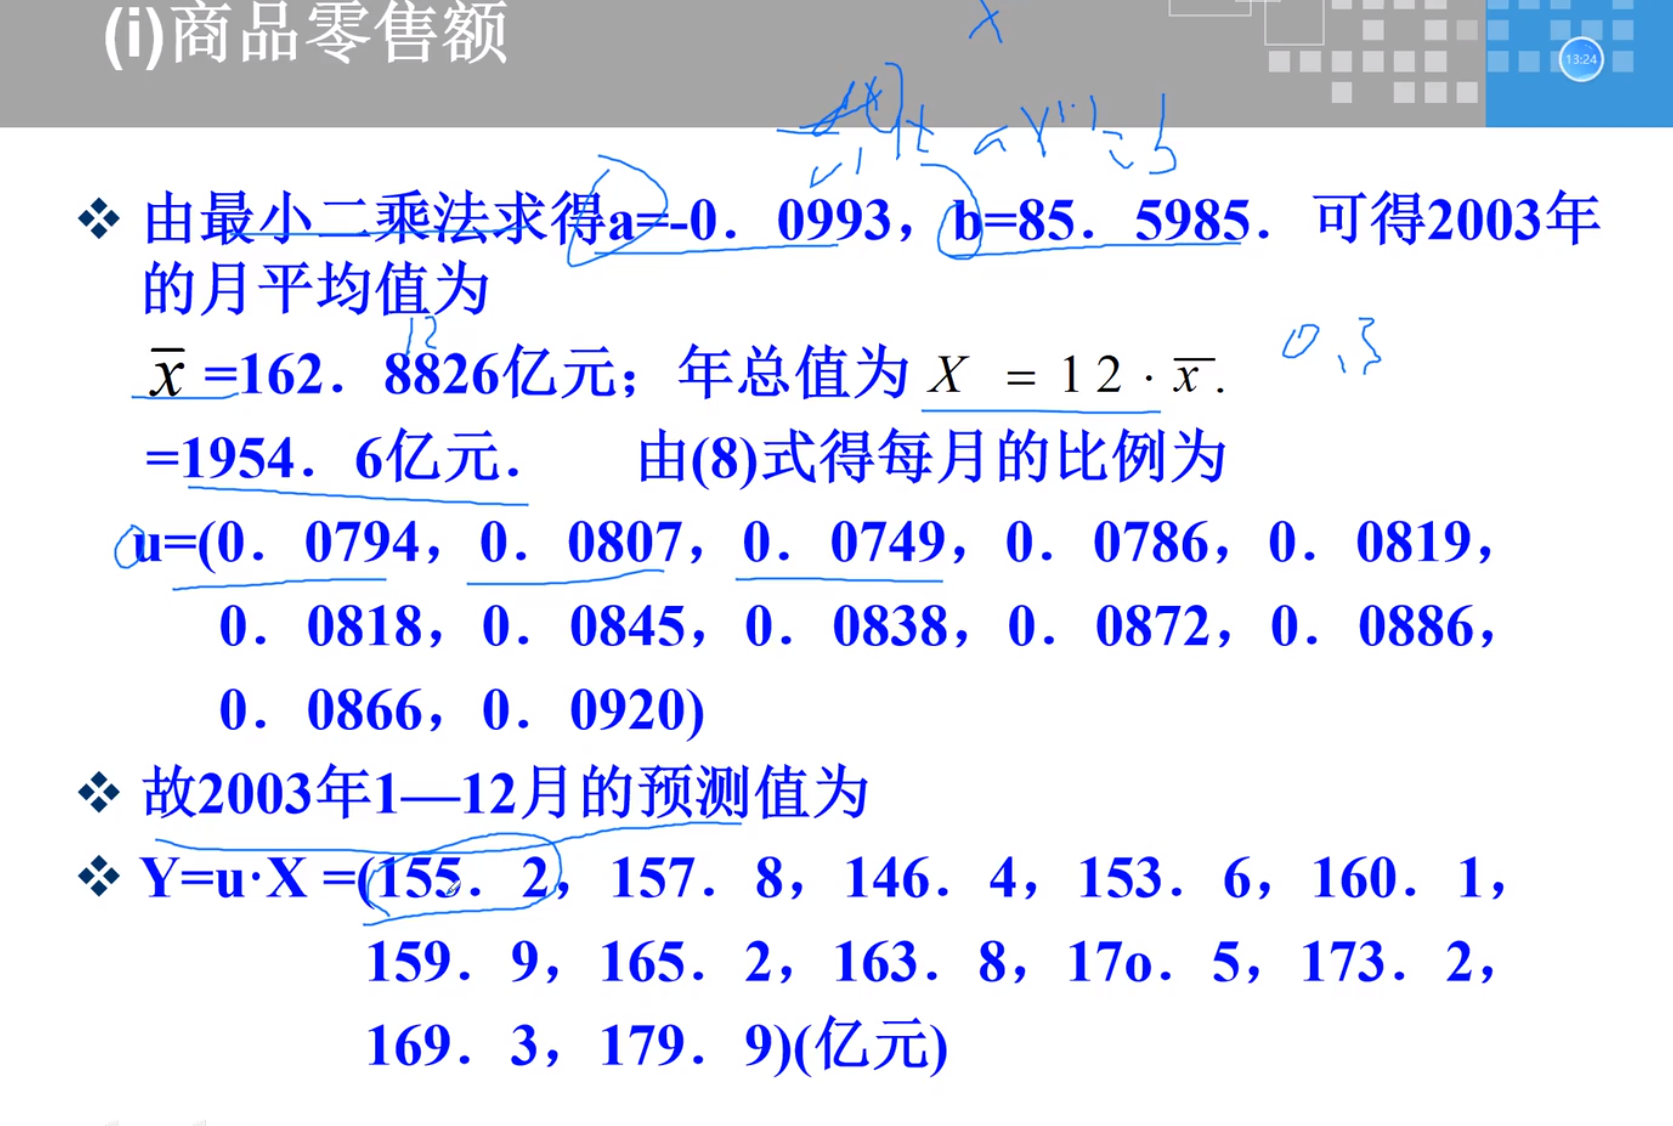 (i)商品零售额
13:24
x
dt aY(1)=b
❖ 由最小二乘法求得a=-0．0993，b=85．5985．可得2003年
的月平均值为
12
x̄ =162．8826亿元；年总值为 X = 12·x̄.
0.3
=1954．6亿元． 由(8)式得每月的比例为
u=(0．0794，0．0807，0．0749，0．0786，0．0819，
0．0818，0．0845，0．0838，0．0872，0．0886，
0．0866，0．0920)
❖ 故2003年1—12月的预测值为
❖ Y=u·X =(155．2，157．8，146．4，153．6，160．1，
159．9，165．2，163．8，17o．5，173．2，
169．3，179．9)(亿元)